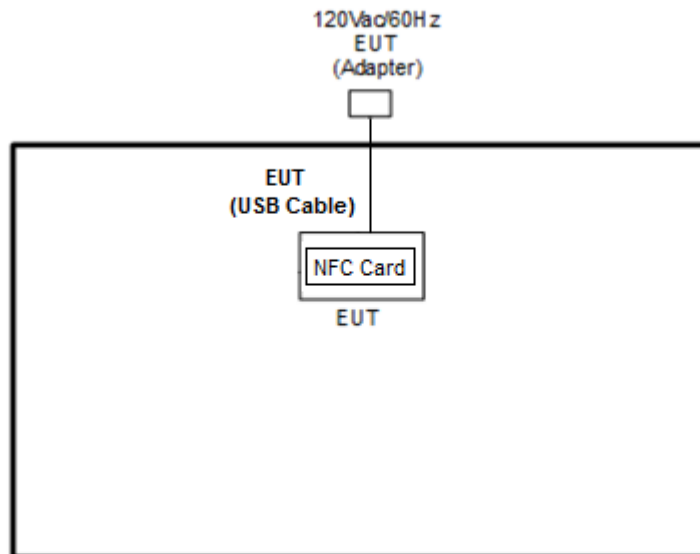 120Vac/60Hz
EUT
(Adapter)
EUT
(USB Cable)
NFC Card
EUT